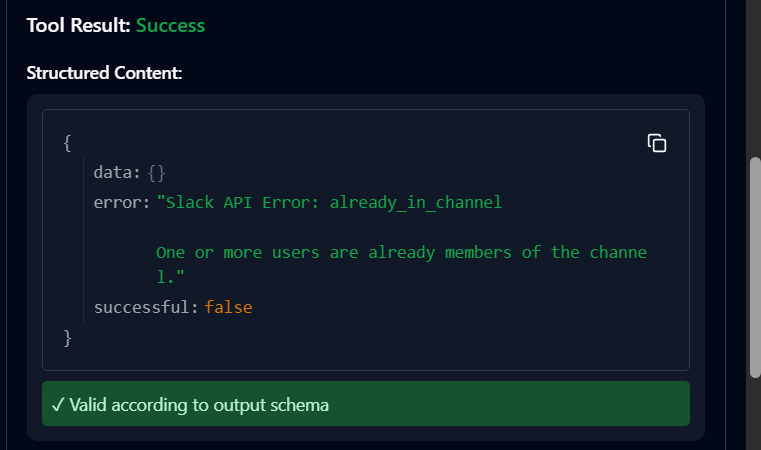 Tool Result: Success
Structured Content:
{
data: {}
error: "Slack API Error: already_in_channel
One or more users are already members of the channe
l."
successful: false
}
✓ Valid according to output schema